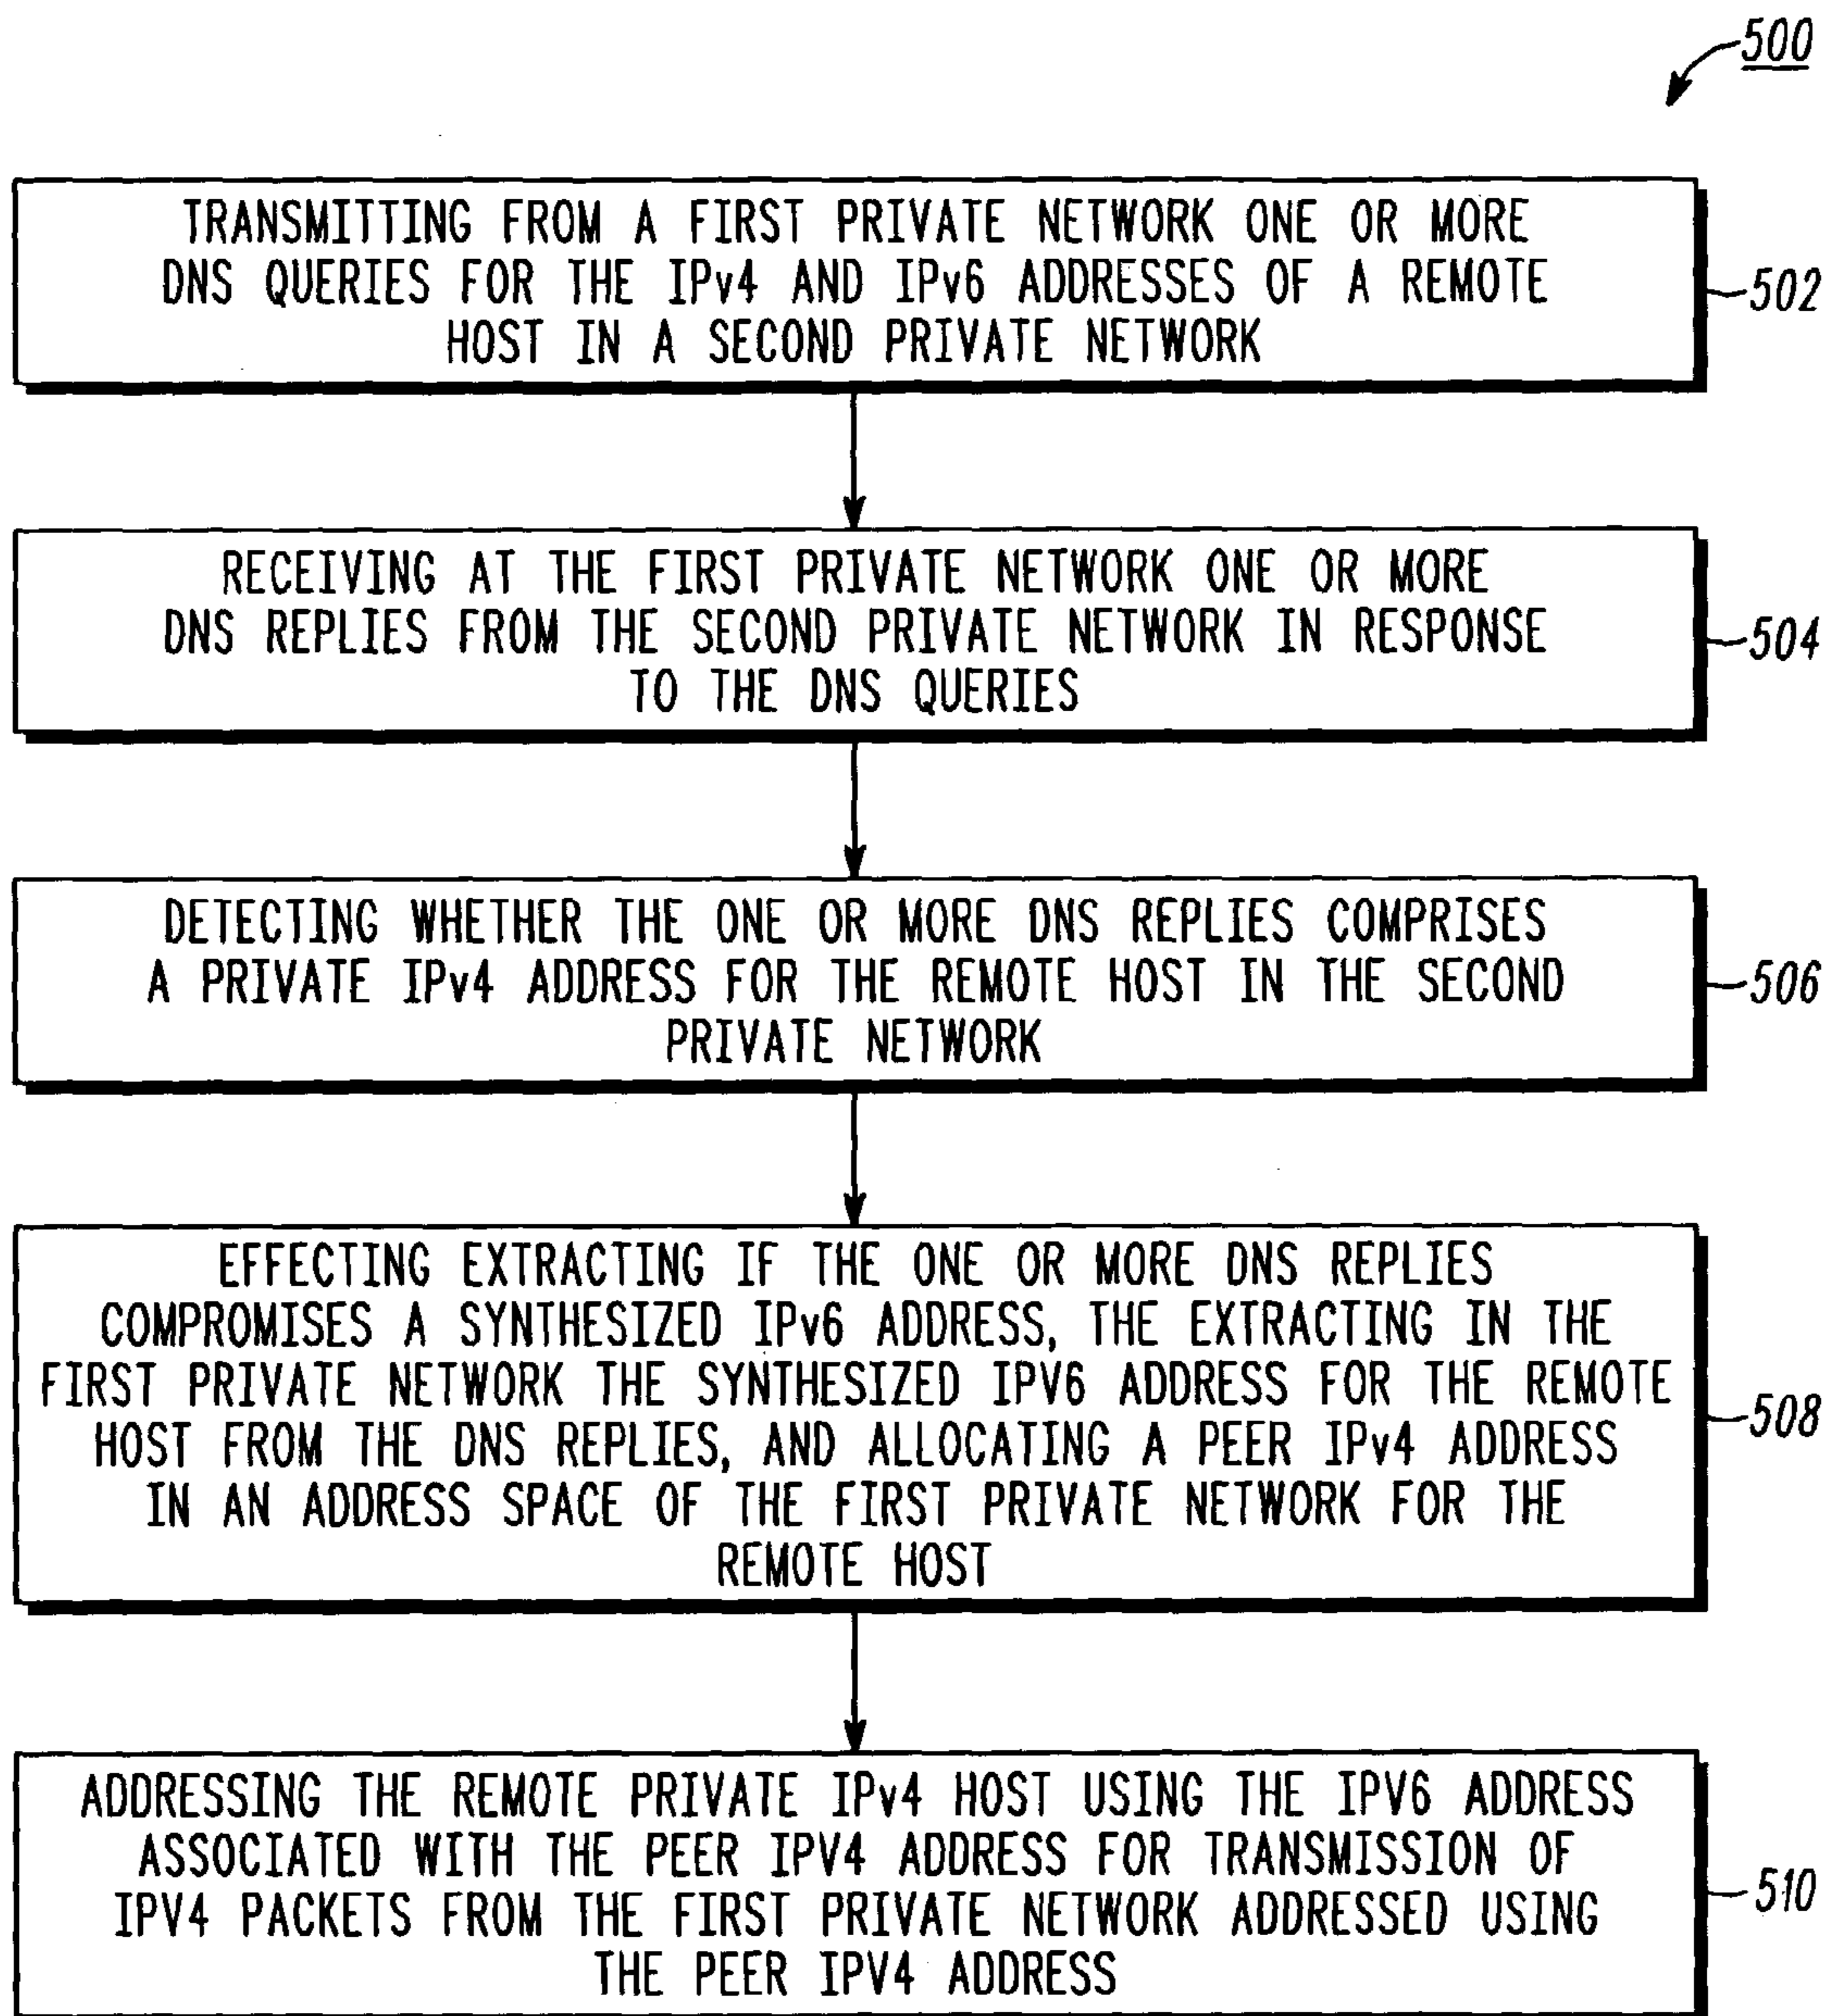 500
TRANSMITTING FROM A FIRST PRIVATE NETWORK ONE OR MORE
DNS QUERIES FOR THE IPv4 AND IPv6 ADDRESSES OF A REMOTE
HOST IN A SECOND PRIVATE NETWORK
502
RECEIVING AT THE FIRST PRIVATE NETWORK ONE OR MORE
DNS REPLIES FROM THE SECOND PRIVATE NETWORK IN RESPONSE
TO THE DNS QUERIES
504
DETECTING WHETHER THE ONE OR MORE DNS REPLIES COMPRISES
A PRIVATE IPv4 ADDRESS FOR THE REMOTE HOST IN THE SECOND
PRIVATE NETWORK
506
EFFECTING EXTRACTING IF THE ONE OR MORE DNS REPLIES
COMPROMISES A SYNTHESIZED IPv6 ADDRESS, THE EXTRACTING IN THE
FIRST PRIVATE NETWORK THE SYNTHESIZED IPV6 ADDRESS FOR THE REMOTE
HOST FROM THE DNS REPLIES, AND ALLOCATING A PEER IPv4 ADDRESS
IN AN ADDRESS SPACE OF THE FIRST PRIVATE NETWORK FOR THE
REMOTE HOST
508
ADDRESSING THE REMOTE PRIVATE IPv4 HOST USING THE IPV6 ADDRESS
ASSOCIATED WITH THE PEER IPV4 ADDRESS FOR TRANSMISSION OF
IPV4 PACKETS FROM THE FIRST PRIVATE NETWORK ADDRESSED USING
THE PEER IPV4 ADDRESS
510